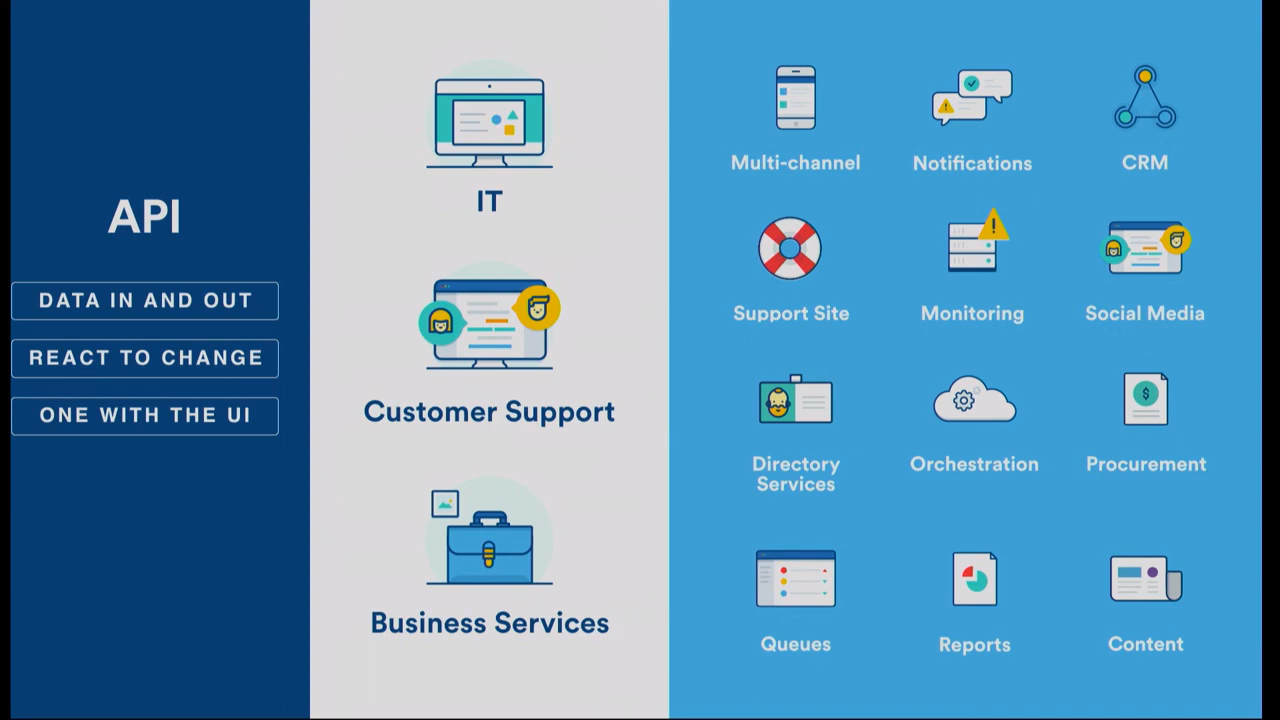 API
DATA IN AND OUT
REACT TO CHANGE
ONE WITH THE UI
IT
Customer Support
Business Services
Multi-channel
Notifications
CRM
Support Site
Monitoring
Social Media
Directory
Services
Orchestration
Procurement
Queues
Reports
Content